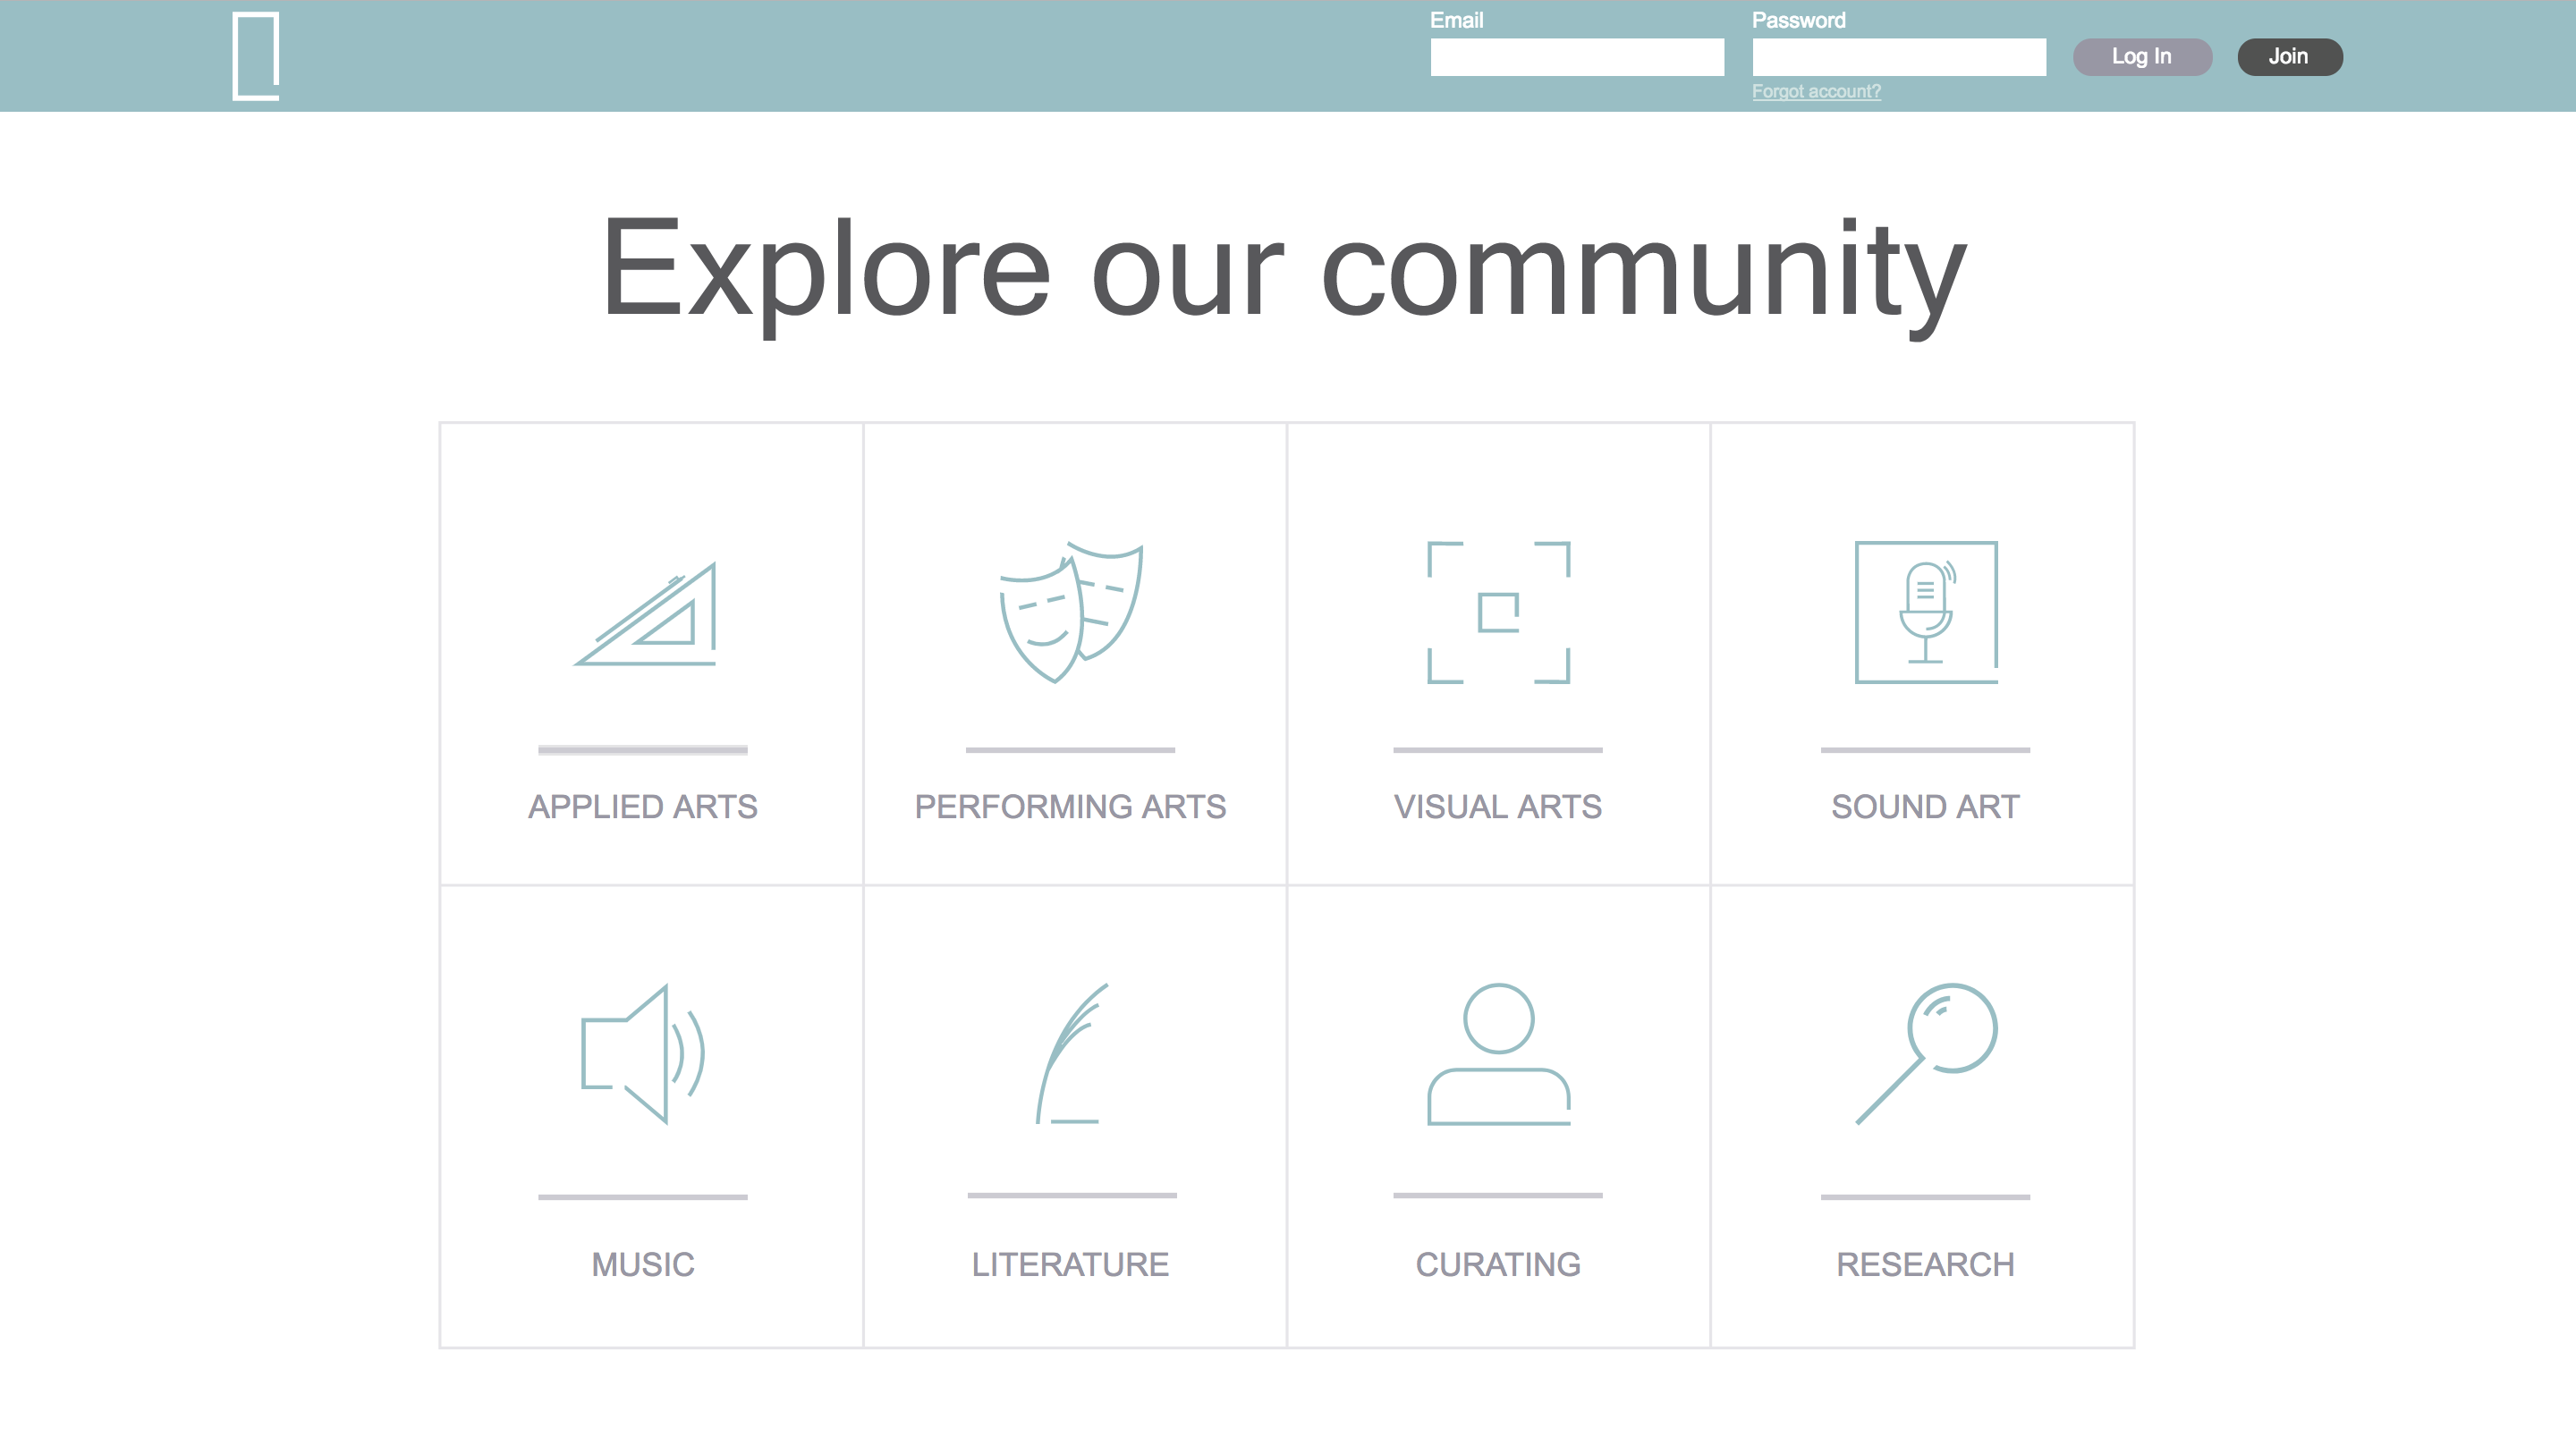 Email
Password
Log In
Join
Forgot account?
Explore our community
APPLIED ARTS
PERFORMING ARTS
VISUAL ARTS
SOUND ART
MUSIC
LITERATURE
CURATING
RESEARCH